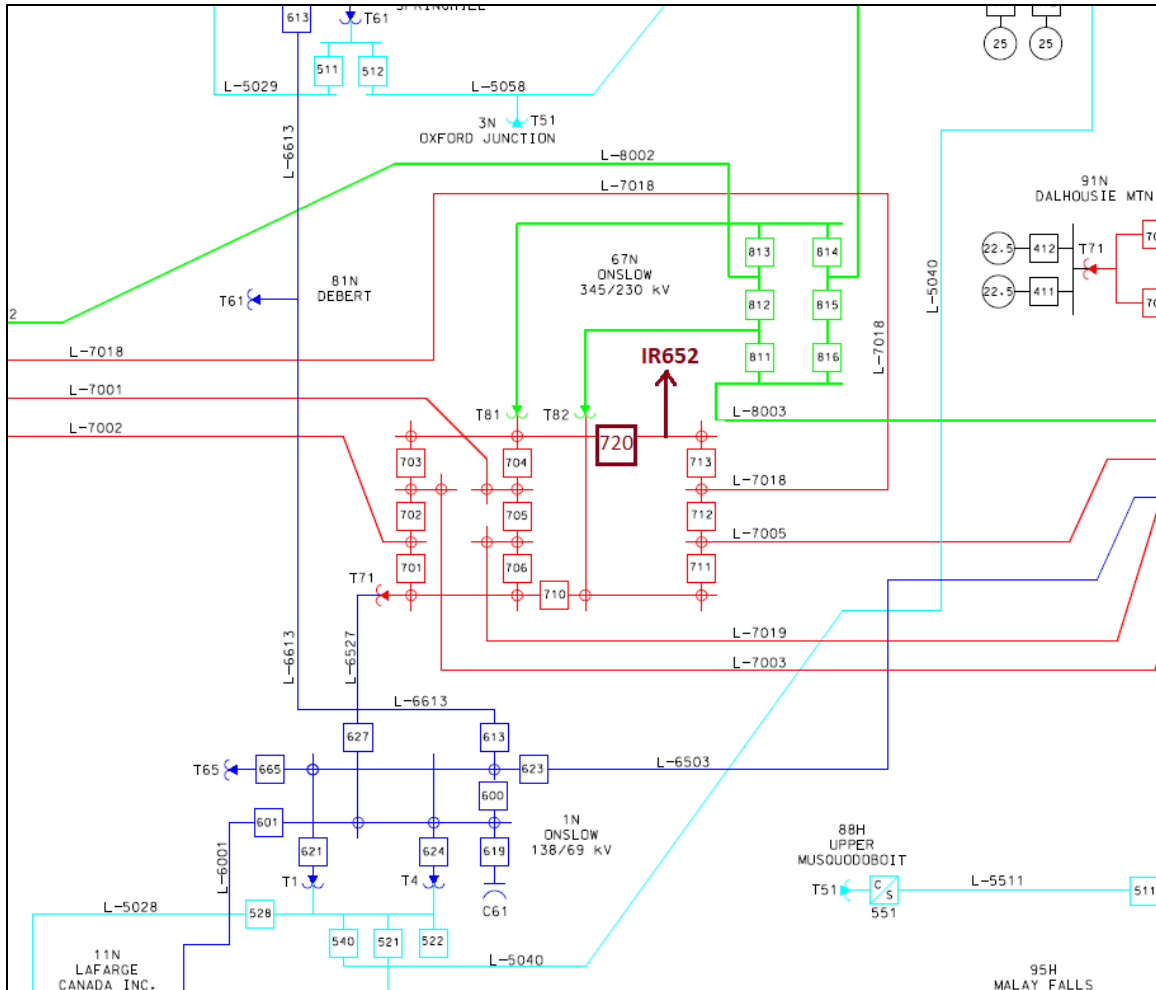 SPRINGHILL
613
T61
25
25
511
512
L-5029
L-5058
3N
T51
OXFORD JUNCTION
L-6613
L-8002
L-7018
91N
DALHOUSIE MTN
813
814
22.5
412
T71
67N
ONSLOW
345/230 kV
L-5040
81N
DEBERT
T61
22.5
411
812
815
2
L-7018
IR652
811
816
L-7018
L-7001
T81
T82
L-8003
L-7002
720
703
704
713
L-7018
702
705
712
L-7005
701
706
711
T71
710
L-7019
L-6613
L-6527
L-7003
L-6613
627
613
T65
665
623
L-6503
600
601
1N
ONSLOW
138/69 kV
88H
UPPER
MUSQUODOBOIT
L-6001
621
624
619
T1
T4
T51
C
S
L-5511
511
551
L-5028
528
C61
540
521
522
11N
LAFARGE
CANADA INC.
L-5040
95H
MALAY FALLS